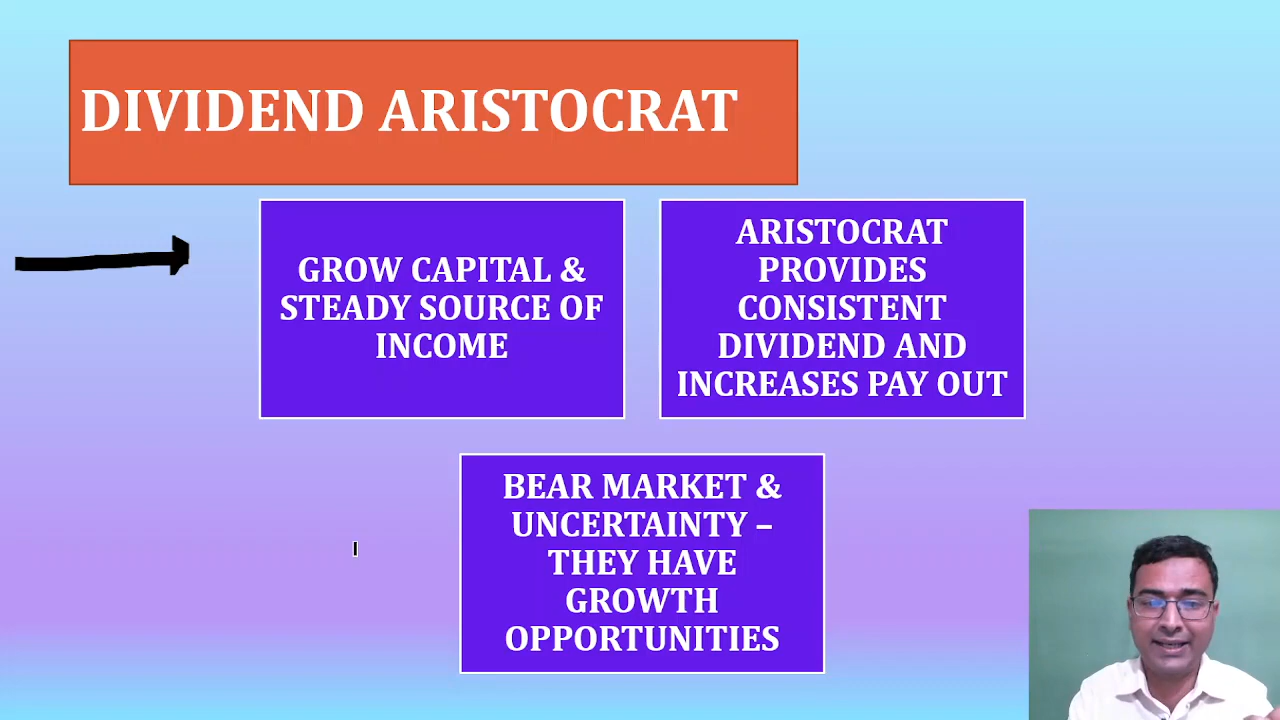 DIVIDEND ARISTOCRAT
GROW CAPITAL &
STEADY SOURCE OF
INCOME
ARISTOCRAT
PROVIDES
CONSISTENT
DIVIDEND AND
INCREASES PAY OUT
BEAR MARKET &
UNCERTAINTY –
THEY HAVE
GROWTH
OPPORTUNITIES